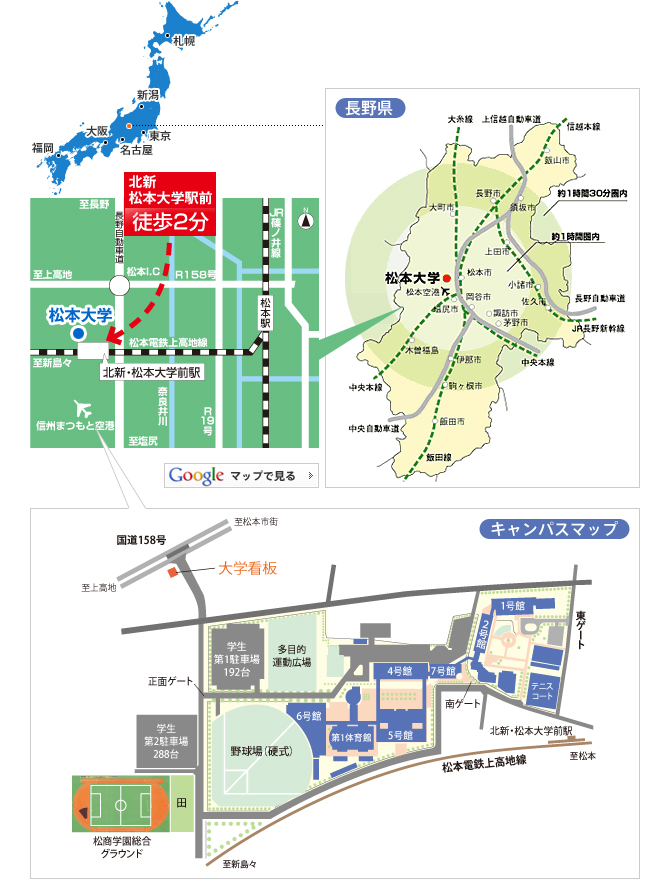 札幌
新潟
大阪
福岡
東京
名古屋
北新
松本大学駅前
徒歩2分
至長野
長野自動車道
JR篠ノ井線
N
至上高地
松本I.C
R158号
松本大学
松本駅
松本電鉄上高地線
至新島々
北新・松本大学前駅
信州まつもと空港
奈良井川
R19号
至塩尻
Google マップで見る
長野県
大糸線
上信越自動車道
信越本線
飯山市
約1時間30分圏内
長野市
須坂市
大町市
約1時間圏内
上田市
松本大学
松本市
松本空港
小諸市
岡谷市
佐久市
長野自動車道
塩尻市
諏訪市
茅野市
JR長野新幹線
木曽福島
伊那市
中央本線
中央本線
駒ヶ根市
飯田市
中央自動車道
飯田線
キャンパスマップ
至松本市街
国道158号
大学看板
至上高地
1号館
2号館
東ゲート
学生
第1駐車場
192台
多目的
運動広場
4号館
7号館
正面ゲート
テニス
コート
南ゲート
6号館
学生
第2駐車場
288台
野球場(硬式)
第1体育館
5号館
北新・松本大学前駅
至松本
松本電鉄上高地線
田
松商学園総合
グラウンド
至新島々